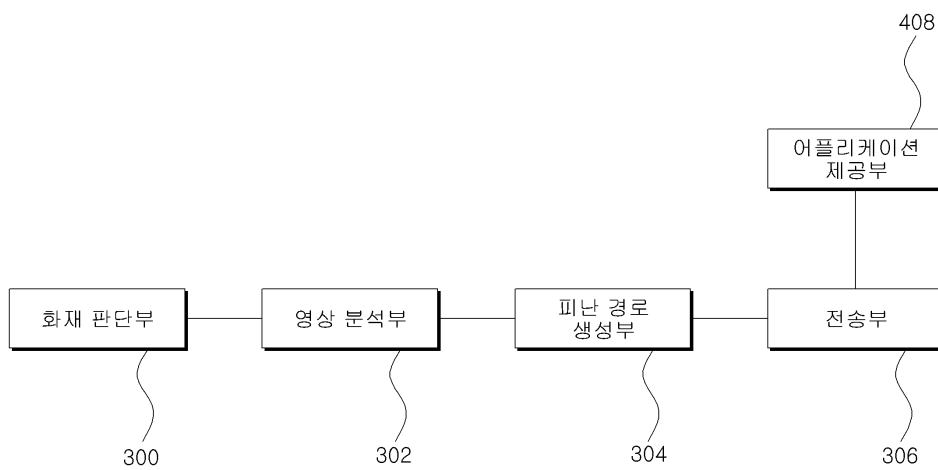 408
어플리케이션
제공부
화재 판단부
영상 분석부
피난 경로
생성부
전송부
300
302
304
306